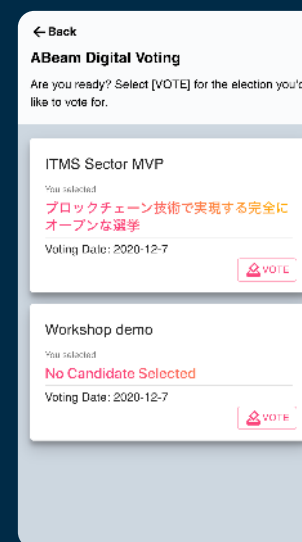 Back
ABeam Digital Voting
Are you ready? Select [VOTE] for the election you'd
like to vote for.
ITMS Sector MVP
You selected
ブロックチェーン技術で実現する完全に
オープンな選挙
Voting Date: 2020-12-7
VOTE
Workshop demo
You selected
No Candidate Selected
Voting Date: 2020-12-7
VOTE